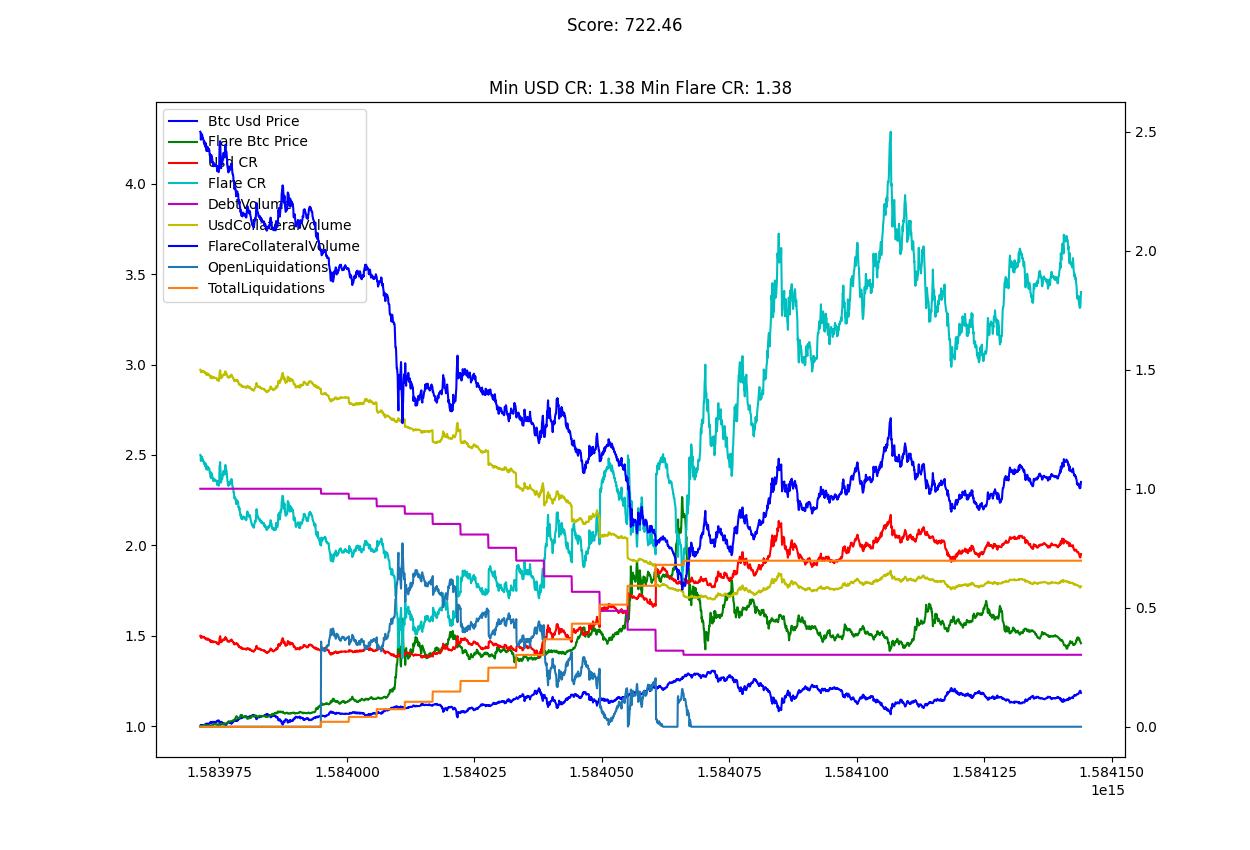 Score: 722.46
Min USD CR: 1.38 Min Flare CR: 1.38
Btc Usd Price
Flare Btc Price
Usd CR
Flare CR
DebtVolume
UsdCollateralVolume
FlareCollateralVolume
OpenLiquidations
TotalLiquidations
4.0
3.5
3.0
2.5
2.0
1.5
1.0
2.5
2.0
1.5
1.0
0.5
0.0
1.583975 1.584000 1.584025 1.584050 1.584075 1.584100 1.584125 1.584150
1e15